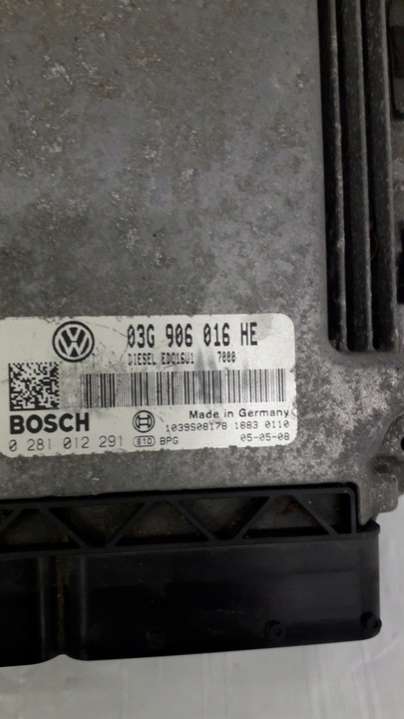 03G 906 016 HE
DIESEL EDC16U1 7000
BOSCH
Made in Germany
1039S08178 1883 0110
0 281 012 291 E1D BPG 05-05-08